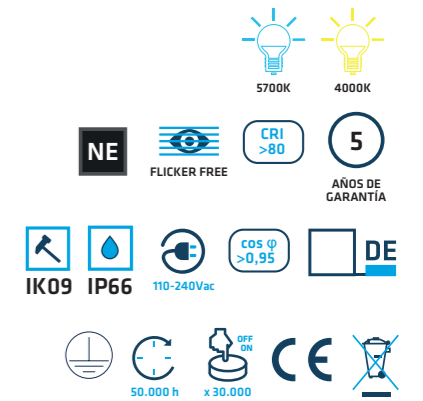 5700K
4000K
NE
FLICKER FREE
CRI
>80
5
AÑOS DE
GARANTÍA
IK09
IP66
110-240Vac
cos φ
>0,95
DE
50.000 h
OFF
ON
x 30.000
CE